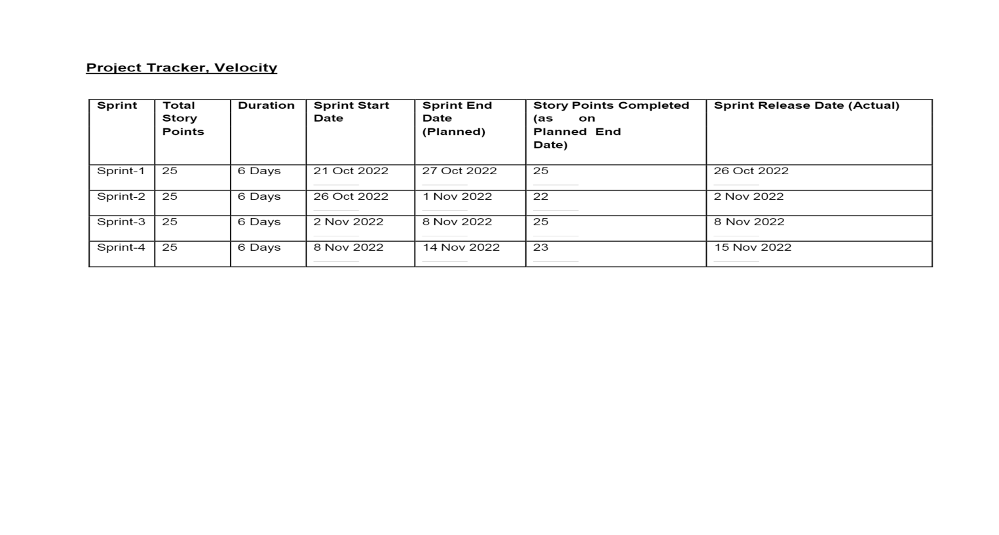 Project Tracker, Velocity
Sprint Total Story Points Duration Sprint Start Date Sprint End Date (Planned) Story Points Completed (as on Planned End Date) Sprint Release Date (Actual)
Sprint-1 25 6 Days 21 Oct 2022 27 Oct 2022 25 26 Oct 2022
Sprint-2 25 6 Days 26 Oct 2022 1 Nov 2022 22 2 Nov 2022
Sprint-3 25 6 Days 2 Nov 2022 8 Nov 2022 25 8 Nov 2022
Sprint-4 25 6 Days 8 Nov 2022 14 Nov 2022 23 15 Nov 2022